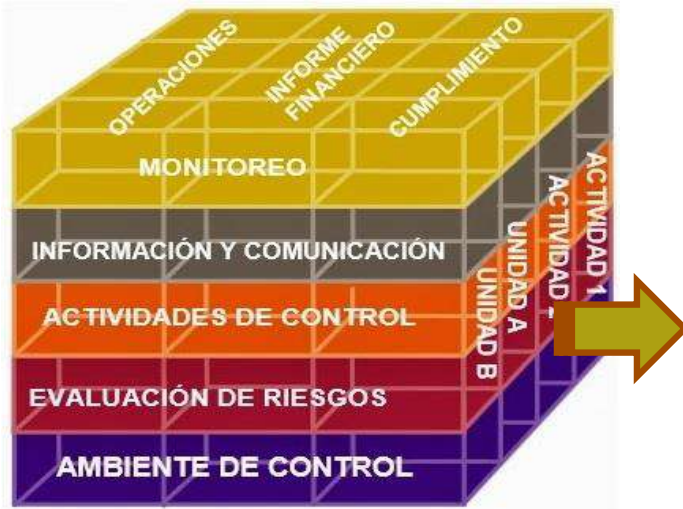 OPERACIONES
INFORME
FINANCIERO
CUMPLIMIENTO
MONITOREO
INFORMACIÓN Y COMUNICACIÓN
ACTIVIDADES DE CONTROL
EVALUACIÓN DE RIESGOS
AMBIENTE DE CONTROL
UNIDAD B
UNIDAD A
ACTIVIDAD
ACTIVIDAD 1